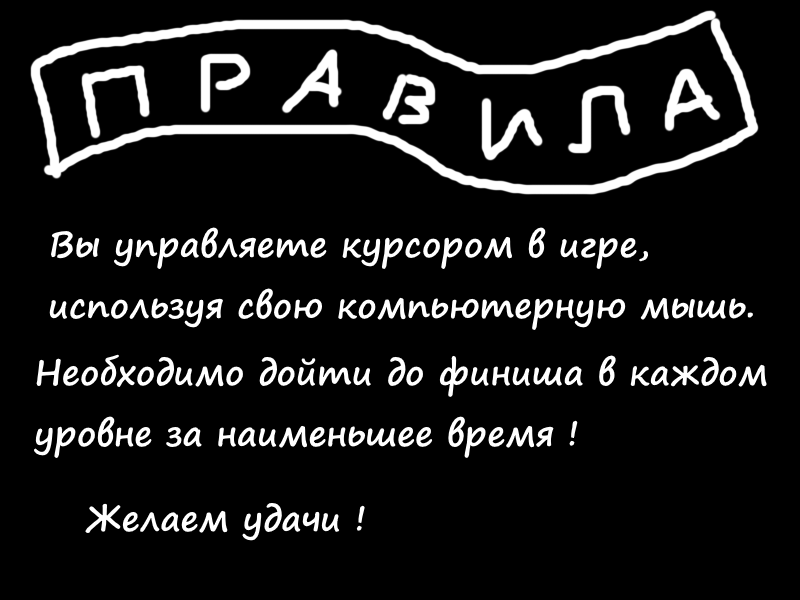 ПРАВИЛА
Вы управляете курсором в игре,
используя свою компьютерную мышь.
Необходимо дойти до финиша в каждом
уровне за наименьшее время !
Желаем удачи !